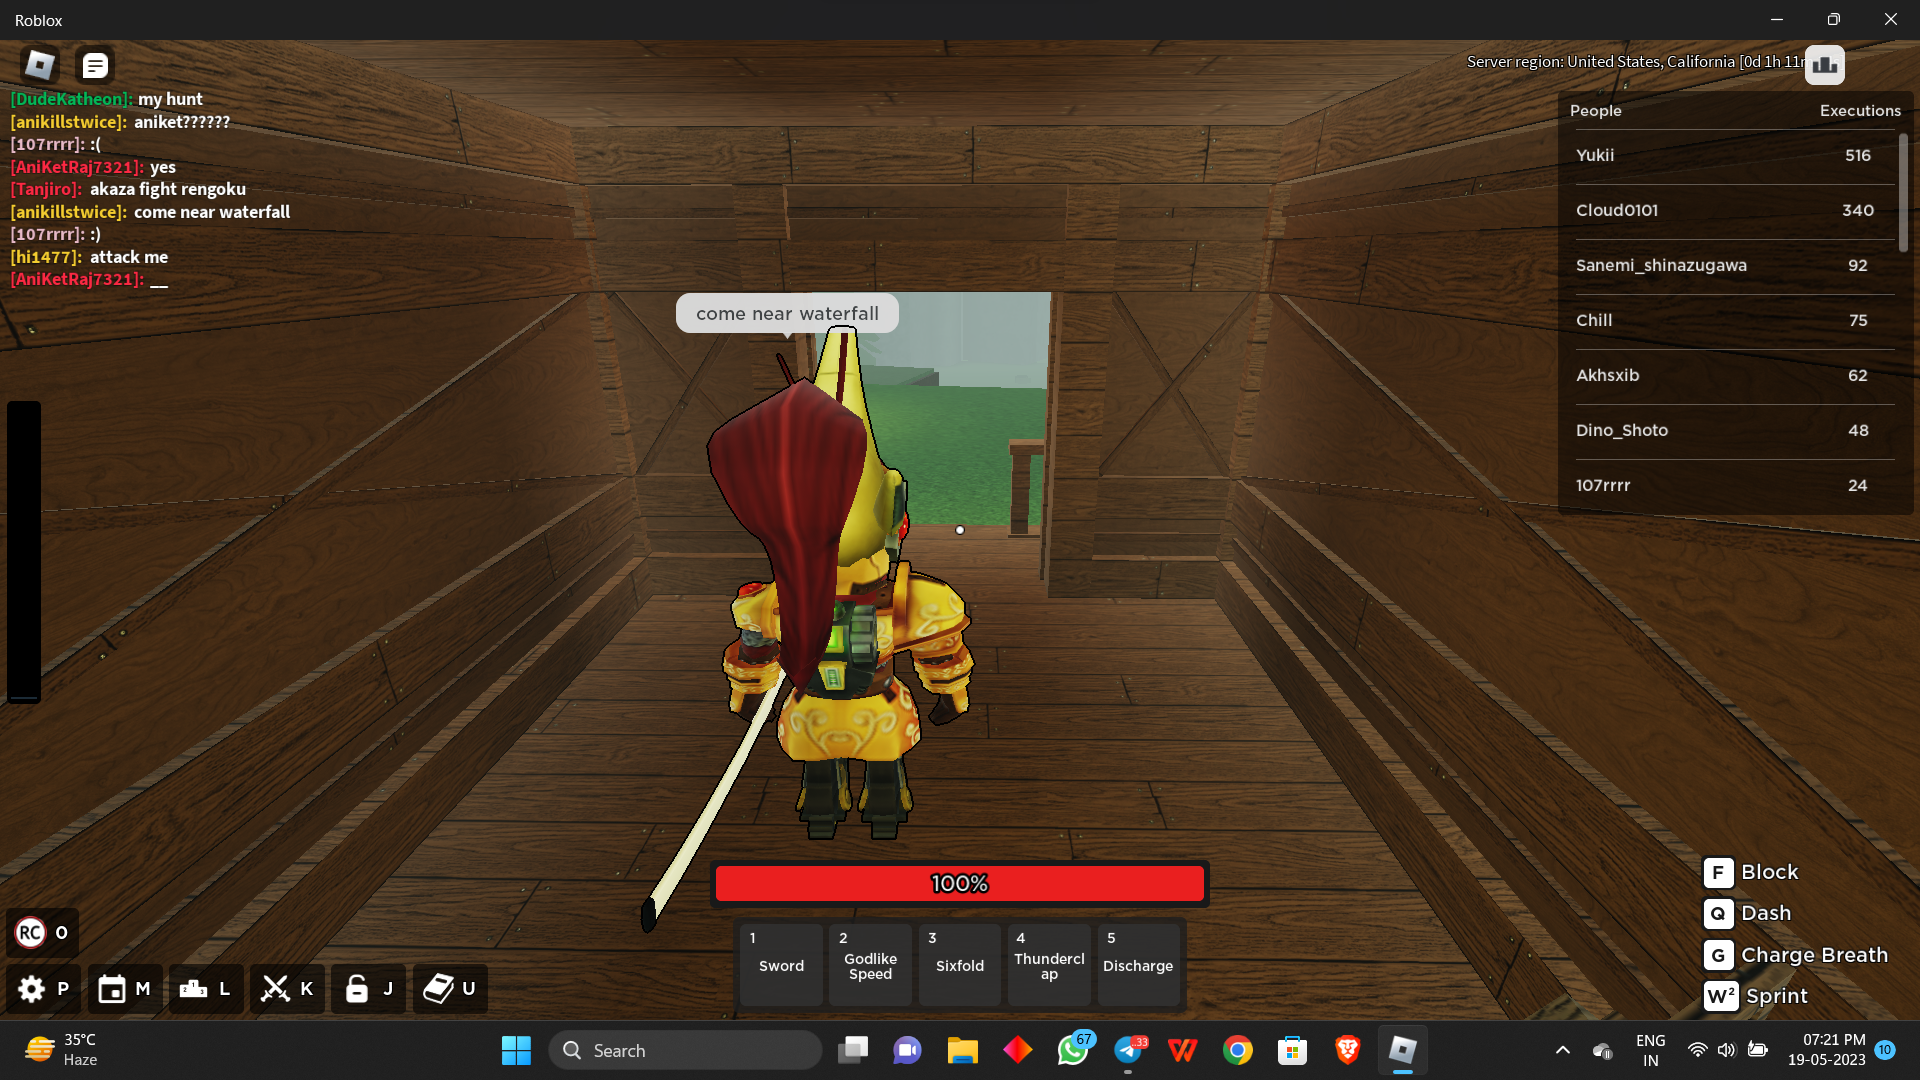 Roblox
Server region: United States, California [0d 1h 11m
[DudeKatheon]: my hunt
[anikillstwice]: aniket??????
[107rrrr]: :(
[AniKetRaj7321]: yes
[Tanjiro]: akaza fight rengoku
[anikillstwice]: come near waterfall
[107rrrr]: :)
[hi1477]: attack me
[AniKetRaj7321]: __
People Executions
Yukii 516
Cloud0101 340
Sanemi_shinazugawa 92
Chill 75
Akhsxib 62
Dino_Shoto 48
107rrrr 24
come near waterfall
100%
1 Sword
2 Godlike
Speed
3 Sixfold
4 Thundercl
ap
5 Discharge
F Block
Q Dash
G Charge Breath
W² Sprint
RC 0
P M L K J U
35°C
Haze
Search
67
33
ENG
IN
07:21 PM
19-05-2023
10